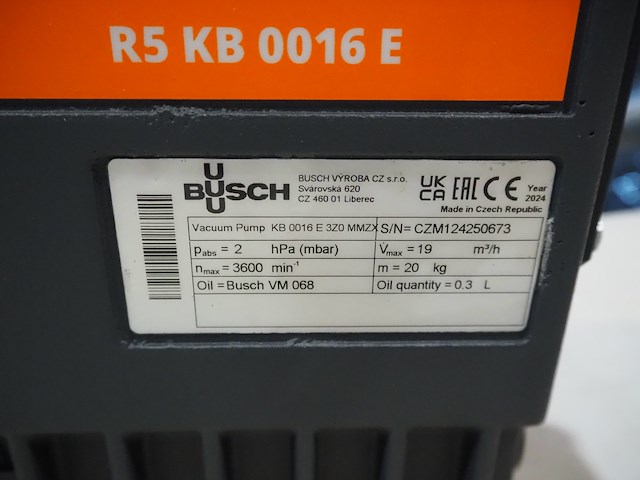 R5 KB 0016 E
BUSCH
BUSCH VÝROBA CZ s.r.o.
Svárovská 620
CZ 460 01 Liberec
UK CA EAC CE Year 2024
Made in Czech Republic
Vacuum Pump KB 0016 E 3Z0 MMZX S/N= CZM124250673
pabs = 2 hPa (mbar) V̇max = 19 m³/h
nmax = 3600 min⁻¹ m = 20 kg
Oil = Busch VM 068 Oil quantity = 0.3 L